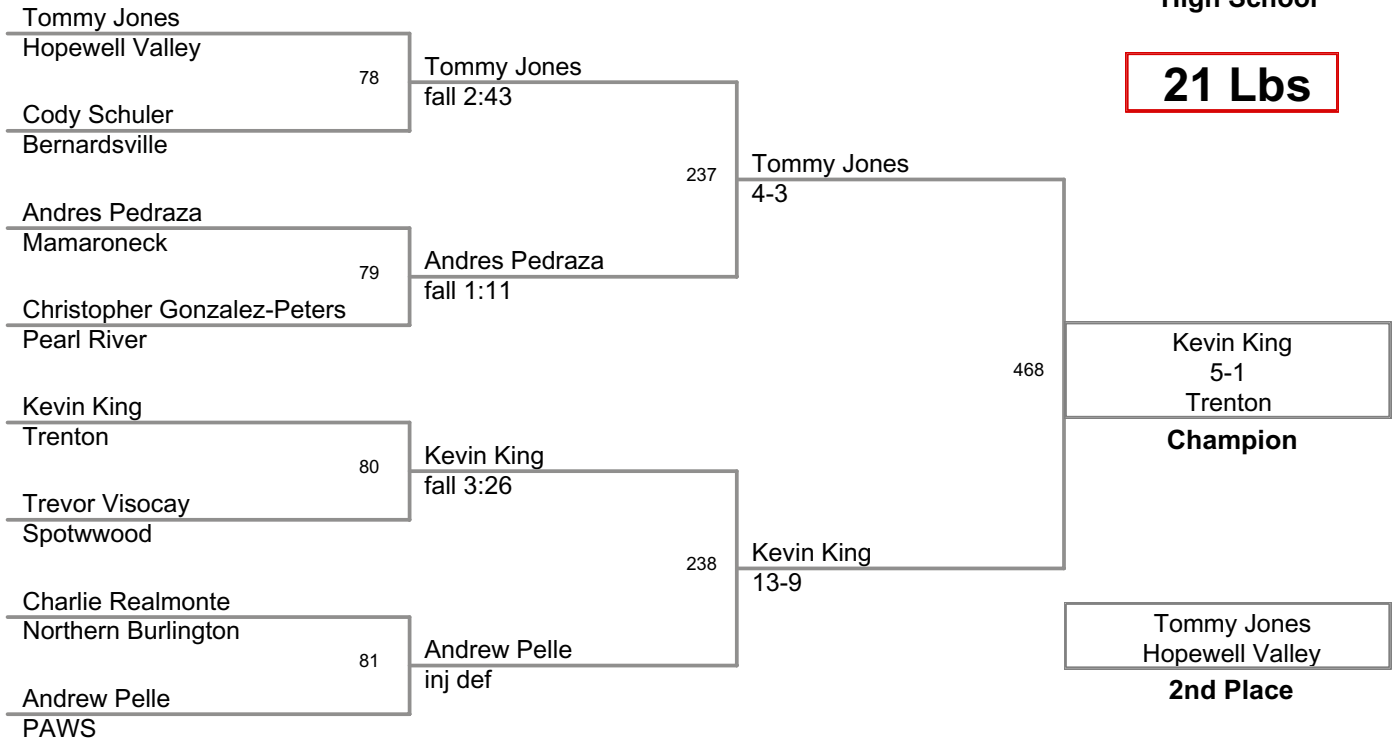 High School
21 Lbs
Tommy Jones
Hopewell Valley
78
Cody Schuler
Bernardsville
Tommy Jones
fall 2:43
Andres Pedraza
Mamaroneck
79
Christopher Gonzalez-Peters
Pearl River
Andres Pedraza
fall 1:11
237
Tommy Jones
4-3
Kevin King
Trenton
80
Trevor Visocay
Spotwwood
Kevin King
fall 3:26
Charlie Realmonte
Northern Burlington
81
Andrew Pelle
PAWS
Andrew Pelle
inj def
238
Kevin King
13-9
468
Kevin King
5-1
Trenton
Champion
Tommy Jones
Hopewell Valley
2nd Place